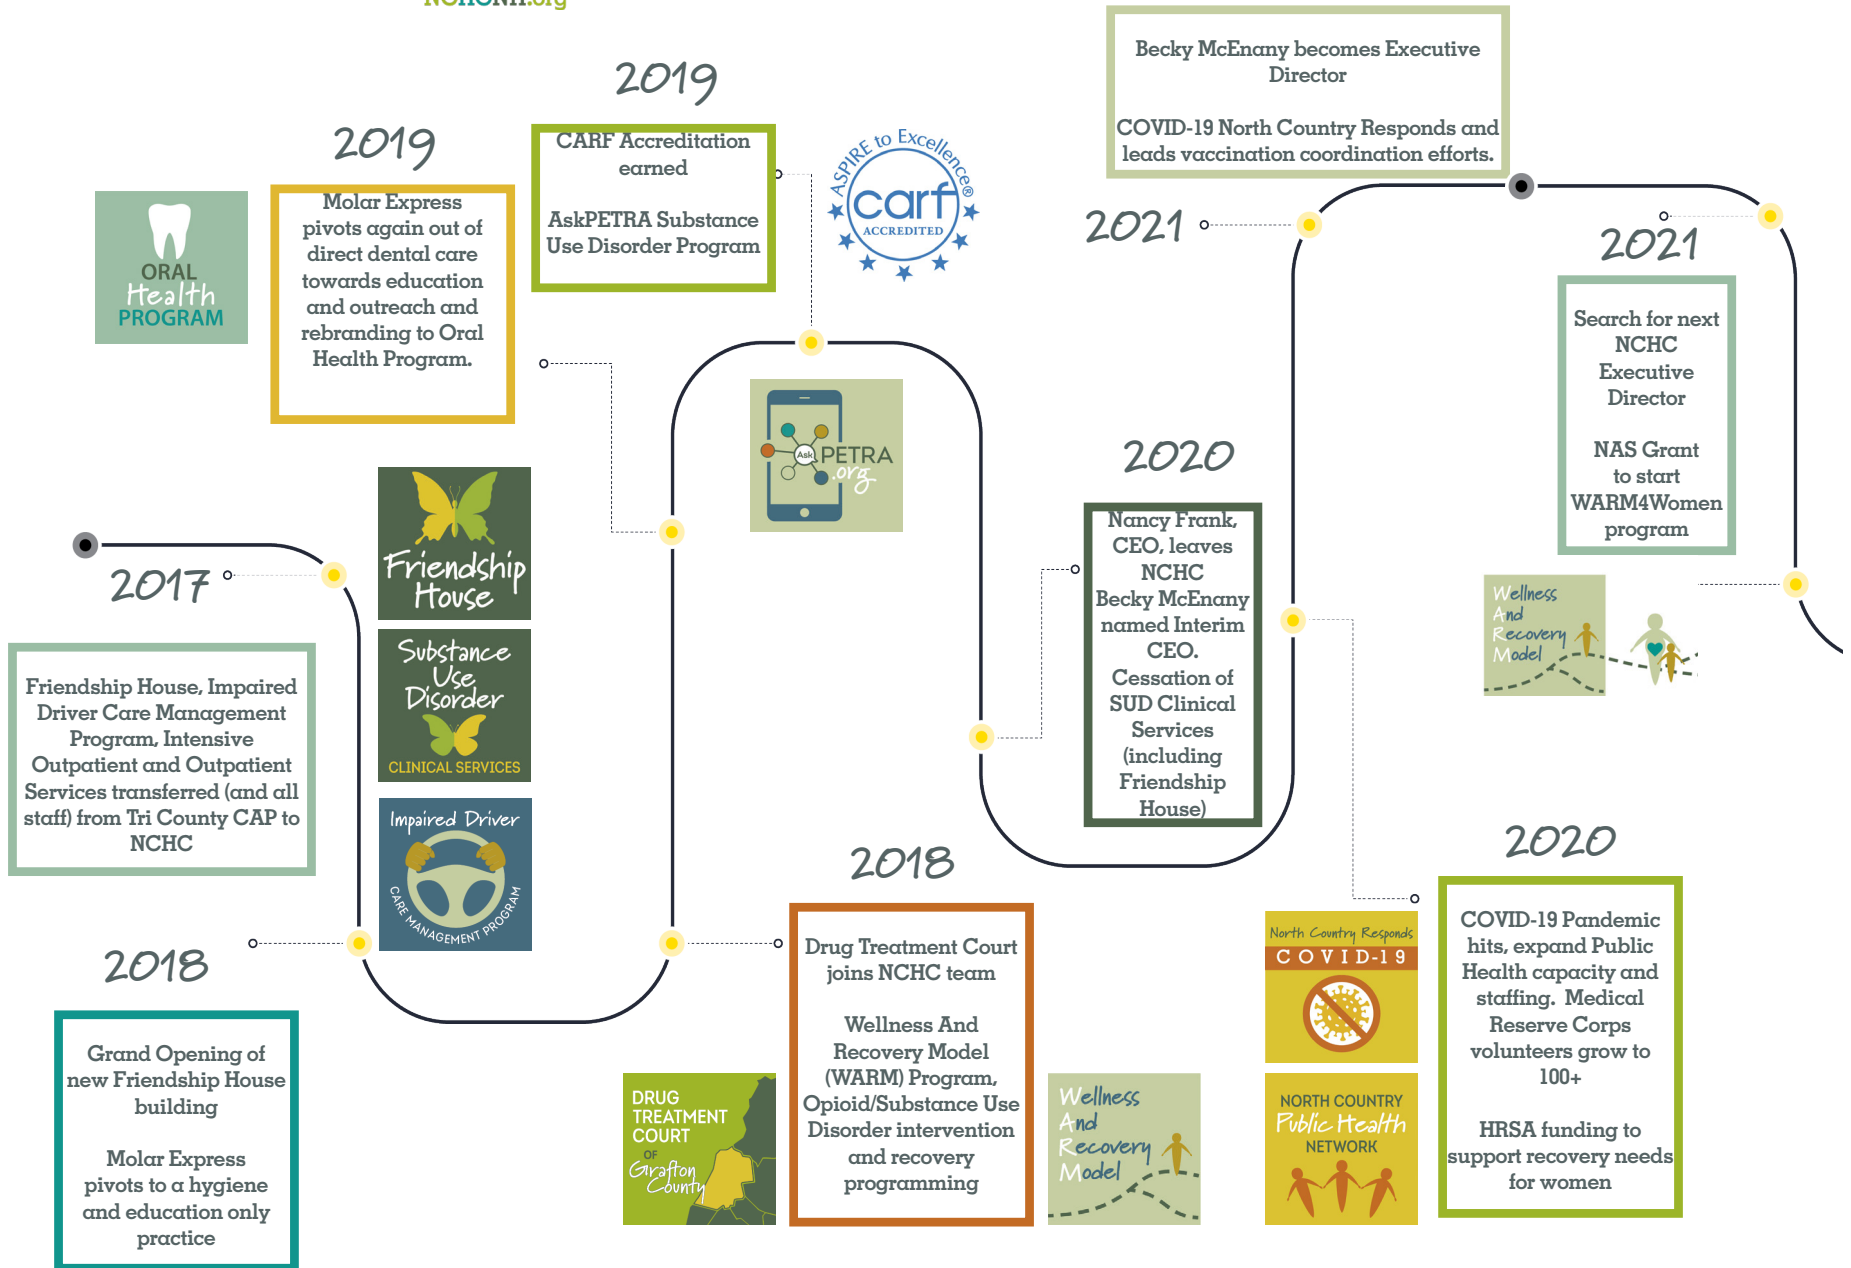 NCHCNH.org
2017
Friendship House, Impaired
Driver Care Management
Program, Intensive
Outpatient and Outpatient
Services transferred (and all
staff) from Tri County CAP to
NCHC
Friendship
House
Substance
Use
Disorder
CLINICAL SERVICES
Impaired Driver
CARE MANAGEMENT PROGRAM
2018
Grand Opening of
new Friendship House
building
Molar Express
pivots to a hygiene
and education only
practice
2018
Drug Treatment Court
joins NCHC team
Wellness And
Recovery Model
(WARM) Program,
Opioid/Substance Use
Disorder intervention
and recovery
programming
DRUG
TREATMENT
COURT
OF
Grafton
County
Wellness
And
Recovery
Model
2019
Molar Express
pivots again out of
direct dental care
towards education
and outreach and
rebranding to Oral
Health Program.
ORAL
Health
PROGRAM
2019
CARF Accreditation
earned
AskPETRA Substance
Use Disorder Program
ASPIRE to Excellence®
carf
ACCREDITED
Ask PETRA
.org
2020
Nancy Frank,
CEO, leaves
NCHC
Becky McEnany
named Interim
CEO.
Cessation of
SUD Clinical
Services
(including
Friendship
House)
2020
COVID-19 Pandemic
hits, expand Public
Health capacity and
staffing. Medical
Reserve Corps
volunteers grow to
100+
HRSA funding to
support recovery needs
for women
North Country Responds
COVID-19
NORTH COUNTRY
Public Health
NETWORK
2021
Becky McEnany becomes Executive
Director
COVID-19 North Country Responds and
leads vaccination coordination efforts.
2021
Search for next
NCHC
Executive
Director
NAS Grant
to start
WARM4Women
program
Wellness
And
Recovery
Model